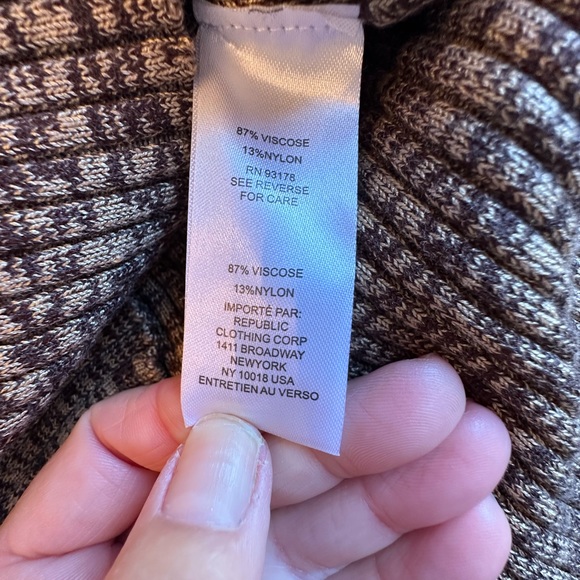 87% VISCOSE
13%NYLON
RN 93178
SEE REVERSE
FOR CARE
87% VISCOSE
13%NYLON
IMPORTÉ PAR:
REPUBLIC
CLOTHING CORP
1411 BROADWAY
NEWYORK
NY 10018 USA
ENTRETIEN AU VERSO